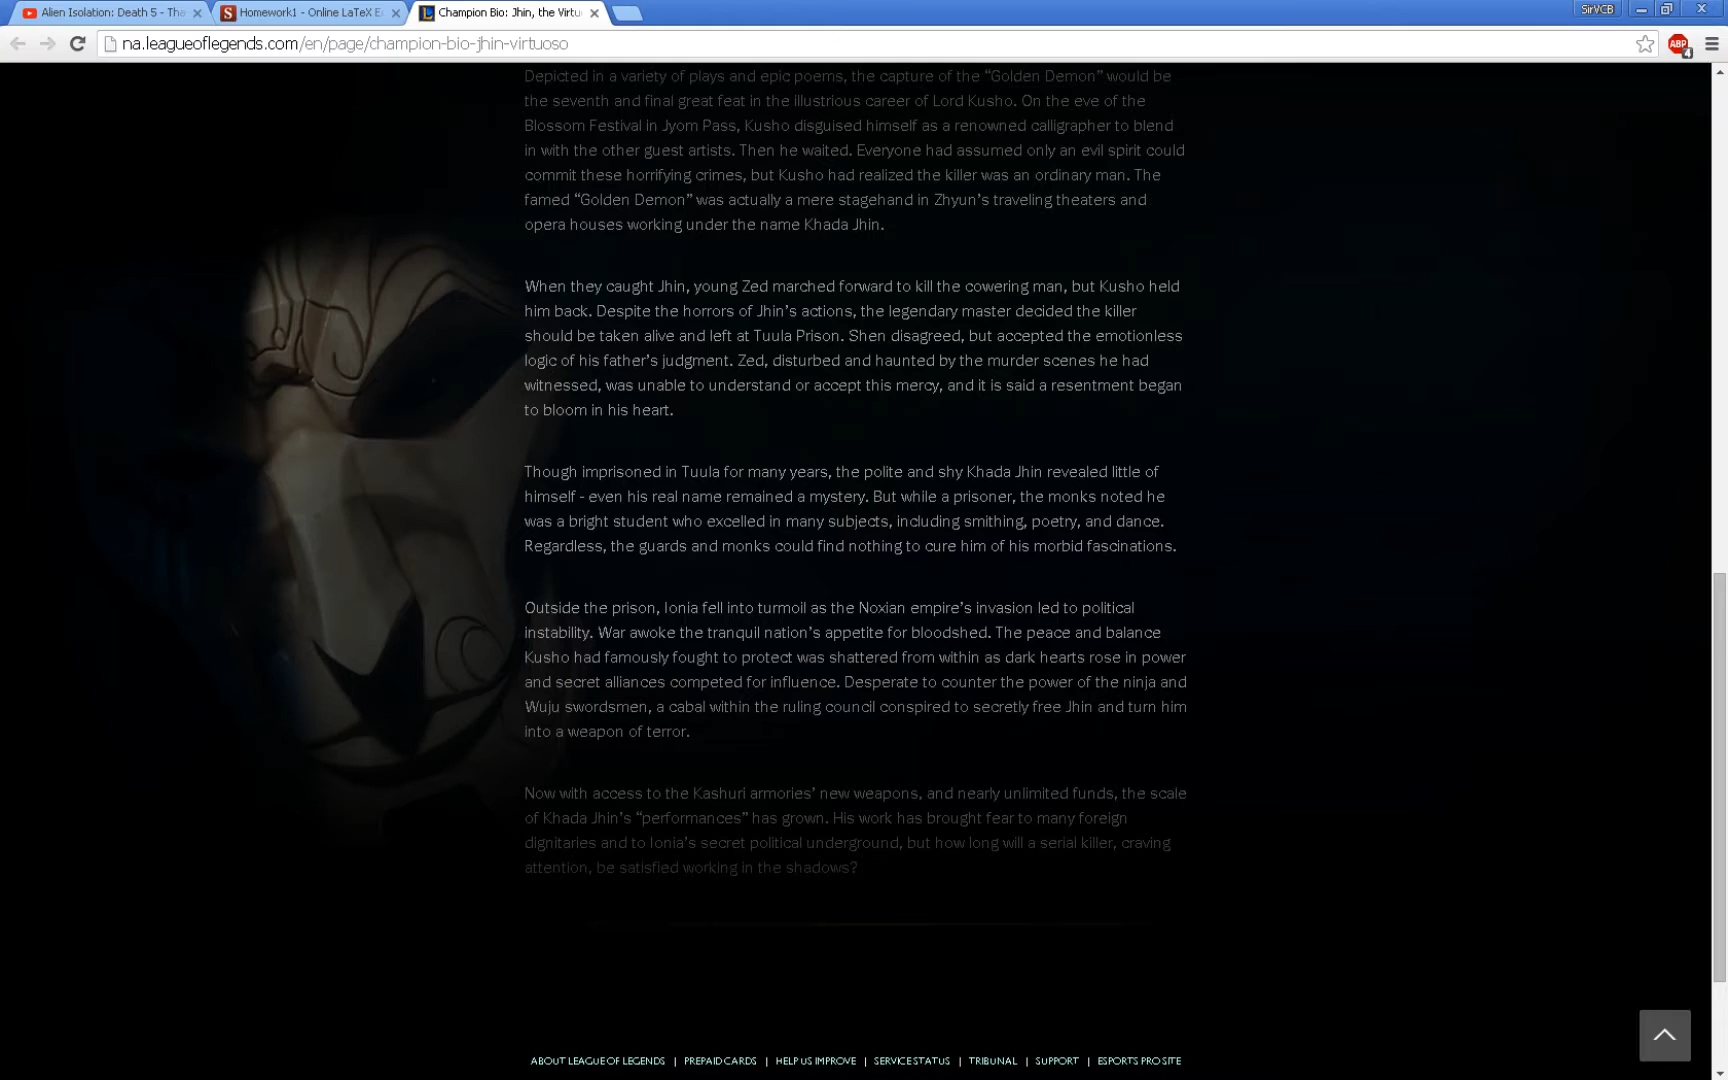 Alien Isolation: Death 5 - Tha
Homework1 - Online LaTeX E
Champion Bio: Jhin, the Virtu
SirVCB
na.leagueoflegends.com/en/page/champion-bio-jhin-virtuoso
ABP
4
Depicted in a variety of plays and epic poems, the capture of the “Golden Demon” would be
the seventh and final great feat in the illustrious career of Lord Kusho. On the eve of the
Blossom Festival in Jyom Pass, Kusho disguised himself as a renowned calligrapher to blend
in with the other guest artists. Then he waited. Everyone had assumed only an evil spirit could
commit these horrifying crimes, but Kusho had realized the killer was an ordinary man. The
famed “Golden Demon” was actually a mere stagehand in Zhyun’s traveling theaters and
opera houses working under the name Khada Jhin.
When they caught Jhin, young Zed marched forward to kill the cowering man, but Kusho held
him back. Despite the horrors of Jhin’s actions, the legendary master decided the killer
should be taken alive and left at Tuula Prison. Shen disagreed, but accepted the emotionless
logic of his father’s judgment. Zed, disturbed and haunted by the murder scenes he had
witnessed, was unable to understand or accept this mercy, and it is said a resentment began
to bloom in his heart.
Though imprisoned in Tuula for many years, the polite and shy Khada Jhin revealed little of
himself - even his real name remained a mystery. But while a prisoner, the monks noted he
was a bright student who excelled in many subjects, including smithing, poetry, and dance.
Regardless, the guards and monks could find nothing to cure him of his morbid fascinations.
Outside the prison, Ionia fell into turmoil as the Noxian empire’s invasion led to political
instability. War awoke the tranquil nation’s appetite for bloodshed. The peace and balance
Kusho had famously fought to protect was shattered from within as dark hearts rose in power
and secret alliances competed for influence. Desperate to counter the power of the ninja and
Wuju swordsmen, a cabal within the ruling council conspired to secretly free Jhin and turn him
into a weapon of terror.
Now with access to the Kashuri armories’ new weapons, and nearly unlimited funds, the scale
of Khada Jhin’s “performances” has grown. His work has brought fear to many foreign
dignitaries and to Ionia’s secret political underground, but how long will a serial killer, craving
attention, be satisfied working in the shadows?
ABOUT LEAGUE OF LEGENDS | PREPAID CARDS | HELP US IMPROVE | SERVICE STATUS | TRIBUNAL | SUPPORT | ESPORTS PRO SITE